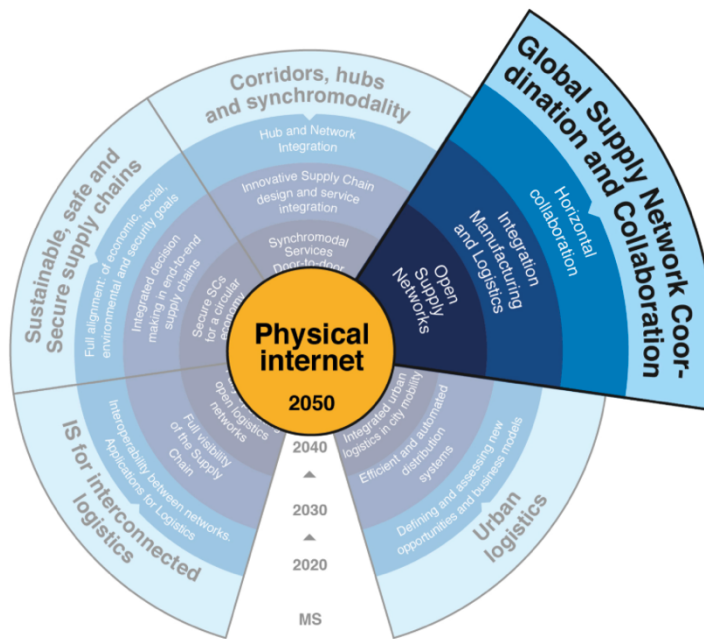 Global Supply Network Coor-
dination and Collaboration
Horizontal
collaboration
Integration
Manufacturing
and Logistics
Open
Supply
Networks
Corridors, hubs
and synchromodality
Hub and Network
Integration
Innovative Supply Chain
design and service
integration
Synchromodal
Services
Door-to-door
Sustainable, safe and
Secure supply chains
Full alignment: of economic, social,
environmental and security goals
Integrated decision
making in end-to-end
supply chains
Secure SCs
for a circular
economy
Physical
internet
2050
IS for interconnected
logistics
Interoperability between networks.
Applications for Logistics
Full visibility
of the Supply
Chain
open logistics
networks
Urban
logistics
Defining and assessing new
opportunities and business models
Efficient and automated
distribution
systems
Integrated urban
logistics in city mobility
2040
2030
2020
MS